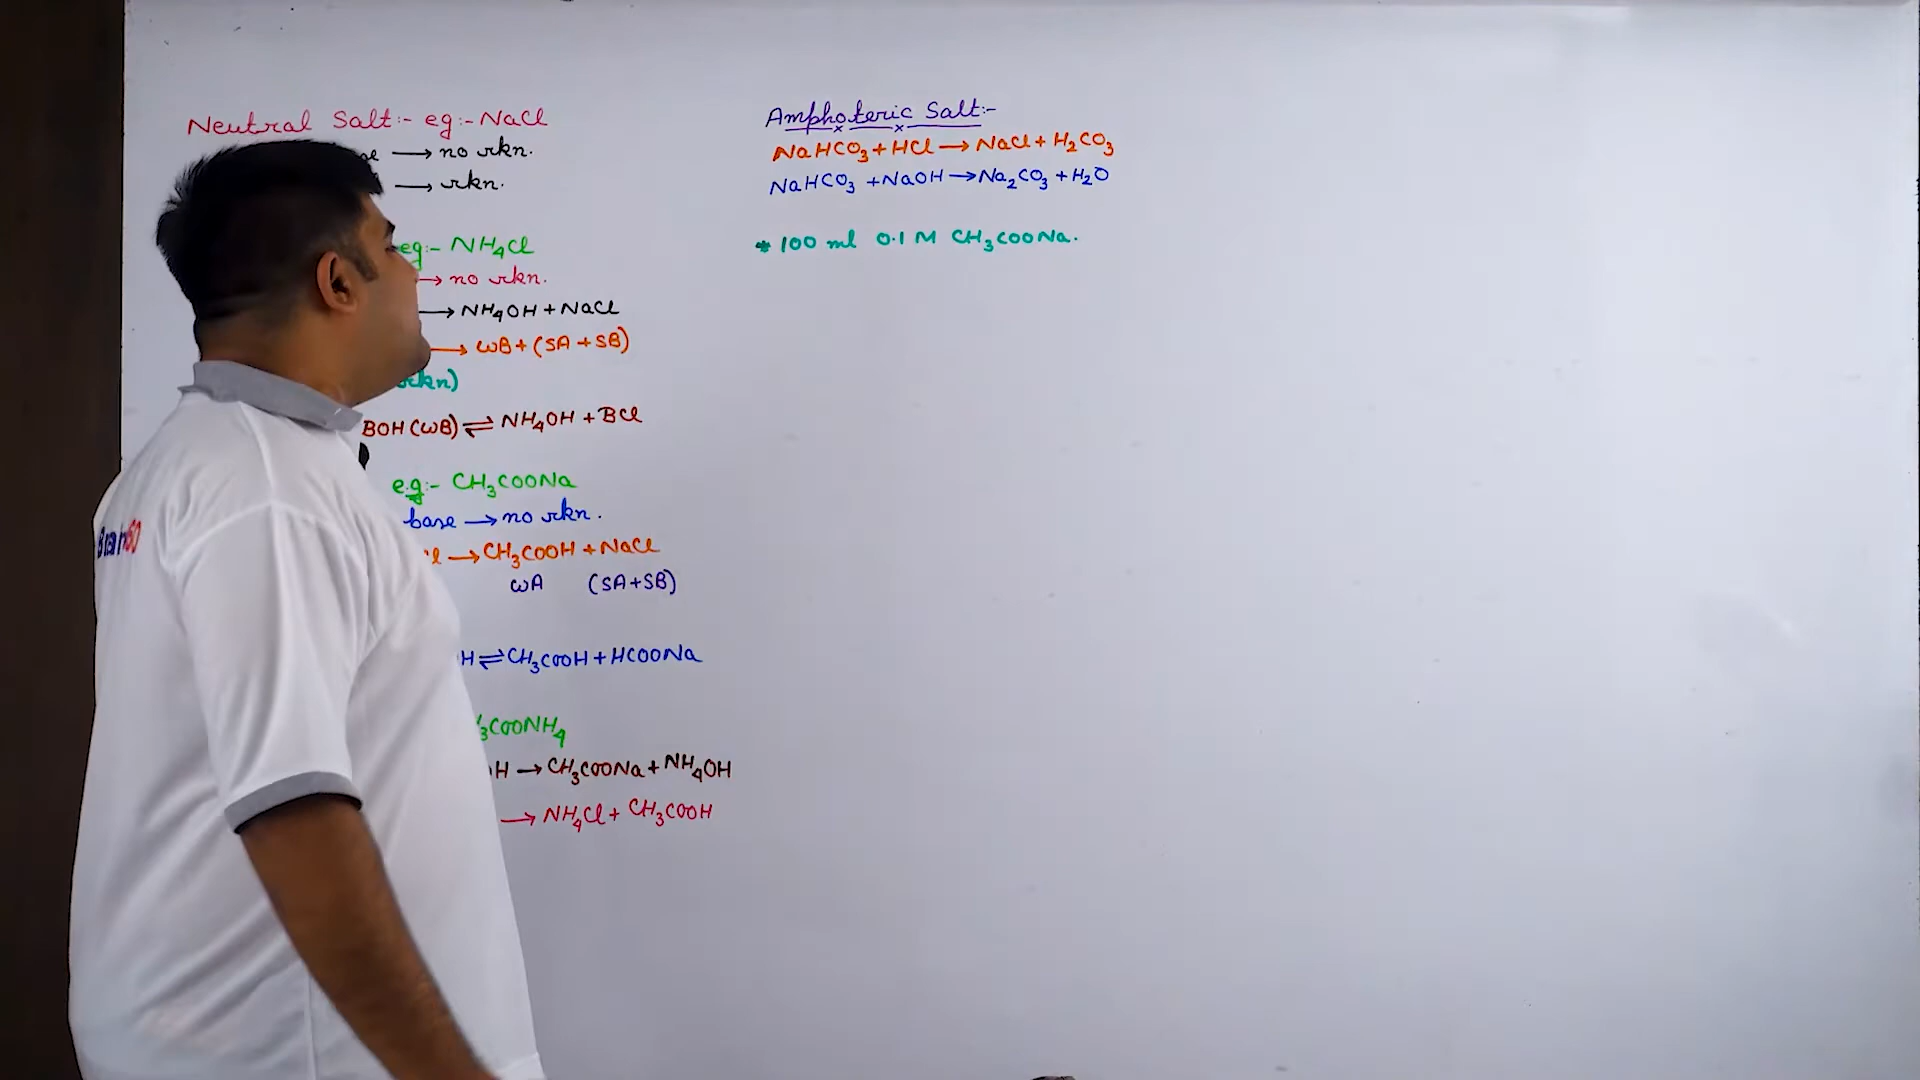 Neutral Salt:- eg:- NaCl
⟶ no rkn.
⟶ rkn.
eg:- NH₄Cl
→ no rkn.
⟶ NH₄OH + NaCl
⟶ WB + (SA + SB)
rkn)
BOH (WB) ⇌ NH₄OH + BCl
e.g:- CH₃COONa
base ⟶ no rkn.
⟶ CH₃COOH + NaCl
WA (SA+SB)
H ⇌ CH₃COOH + HCOONa
₃COONH₄
H ⟶ CH₃COONa + NH₄OH
⟶ NH₄Cl + CH₃COOH
Amphoteric Salt:-
NaHCO₃ + HCl ⟶ NaCl + H₂CO₃
NaHCO₃ + NaOH ⟶ Na₂CO₃ + H₂O
* 100 ml 0.1 M CH₃COONa.